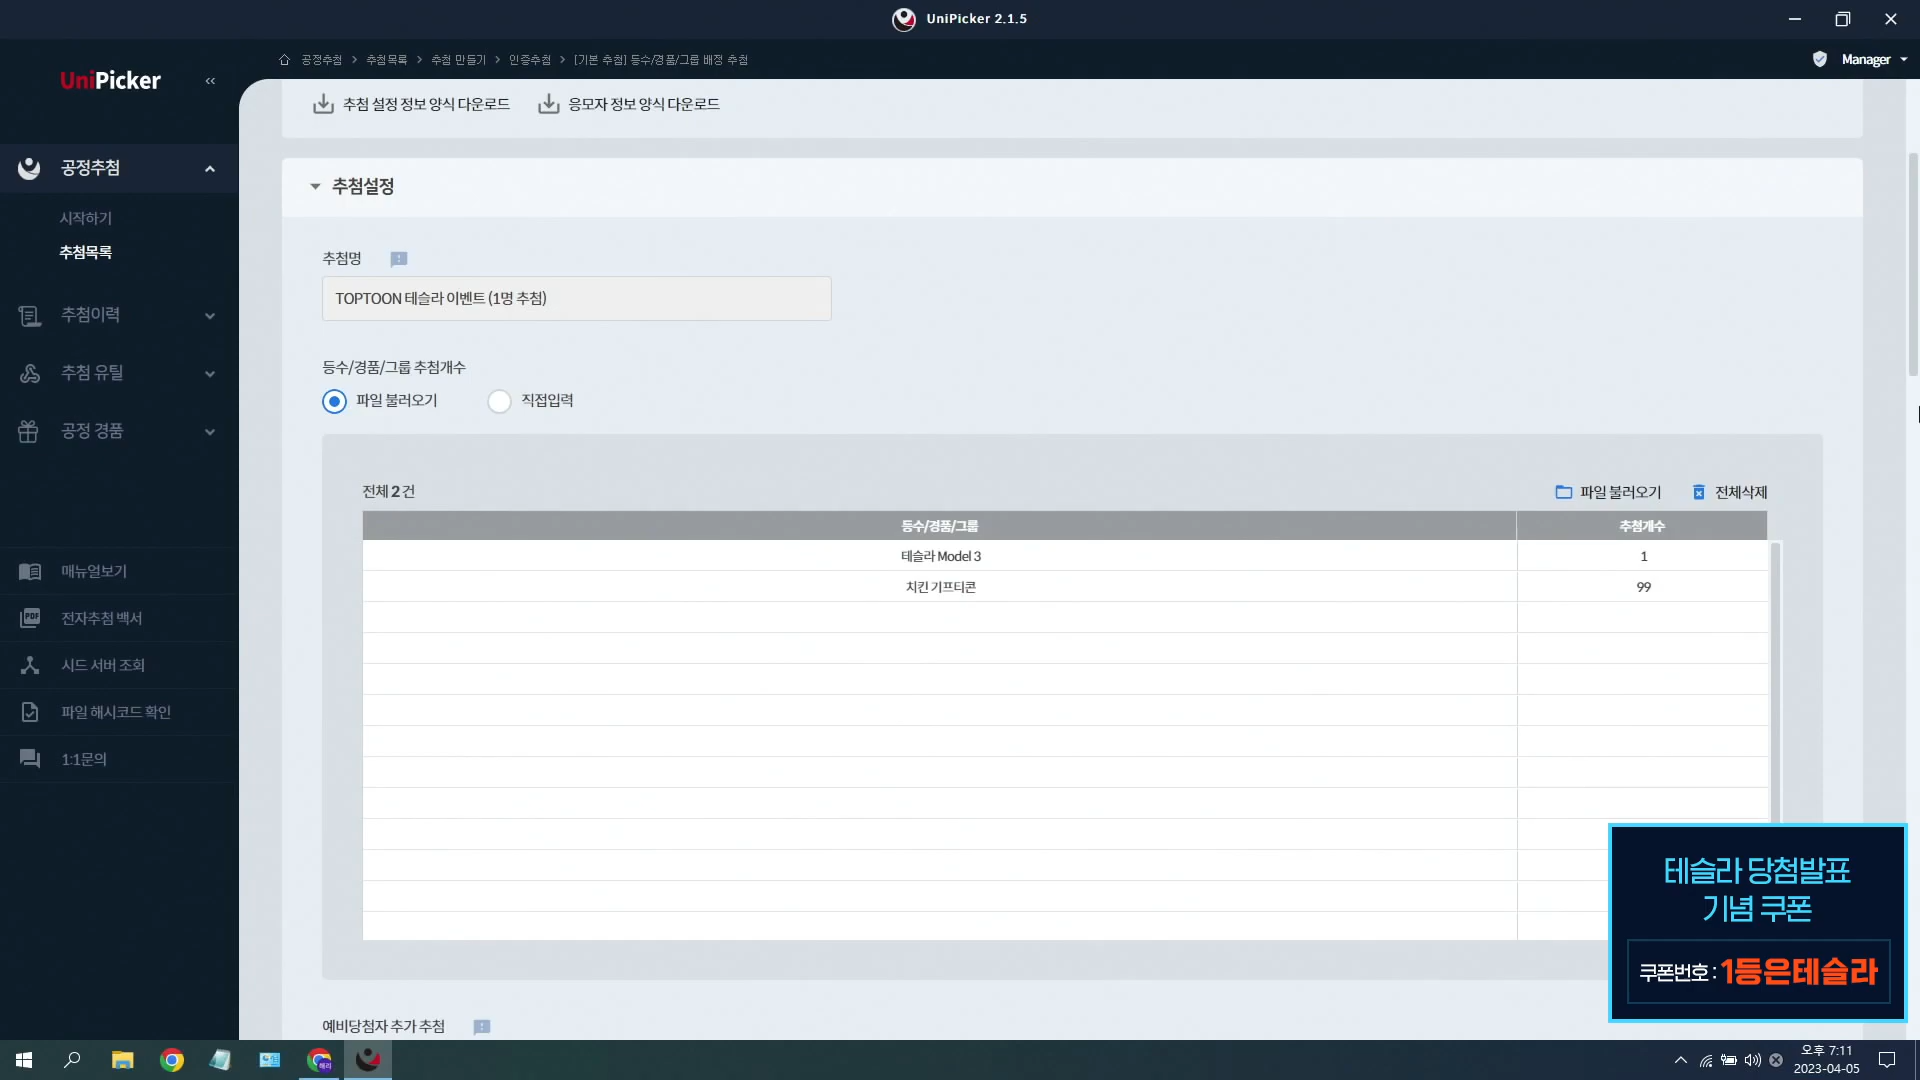 UniPicker 2.1.5
UniPicker
공정추첨 > 추첨목록 > 추첨 만들기 > 인증추첨 > [기본 추첨] 등수/경품/그룹 배정 추첨
Manager
공정추첨
시작하기
추첨목록
추첨이력
추첨 유틸
공정 경품
매뉴얼보기
전자추첨 백서
시드 서버 조회
파일 해시코드 확인
1:1문의
추첨 설정 정보 양식 다운로드 응모자 정보 양식 다운로드
추첨설정
추첨명
TOPTOON 테슬라 이벤트 (1명 추첨)
등수/경품/그룹 추첨개수
파일 불러오기 직접입력
전체 2 건 파일 불러오기 전체삭제
등수/경품/그룹 추첨개수
테슬라 Model 3 1
치킨 기프티콘 99
예비당첨자 추가 추첨
테슬라 당첨발표
기념 쿠폰
쿠폰번호 : 1등은테슬라
PDF
해리
오후 7:11
2023-04-05